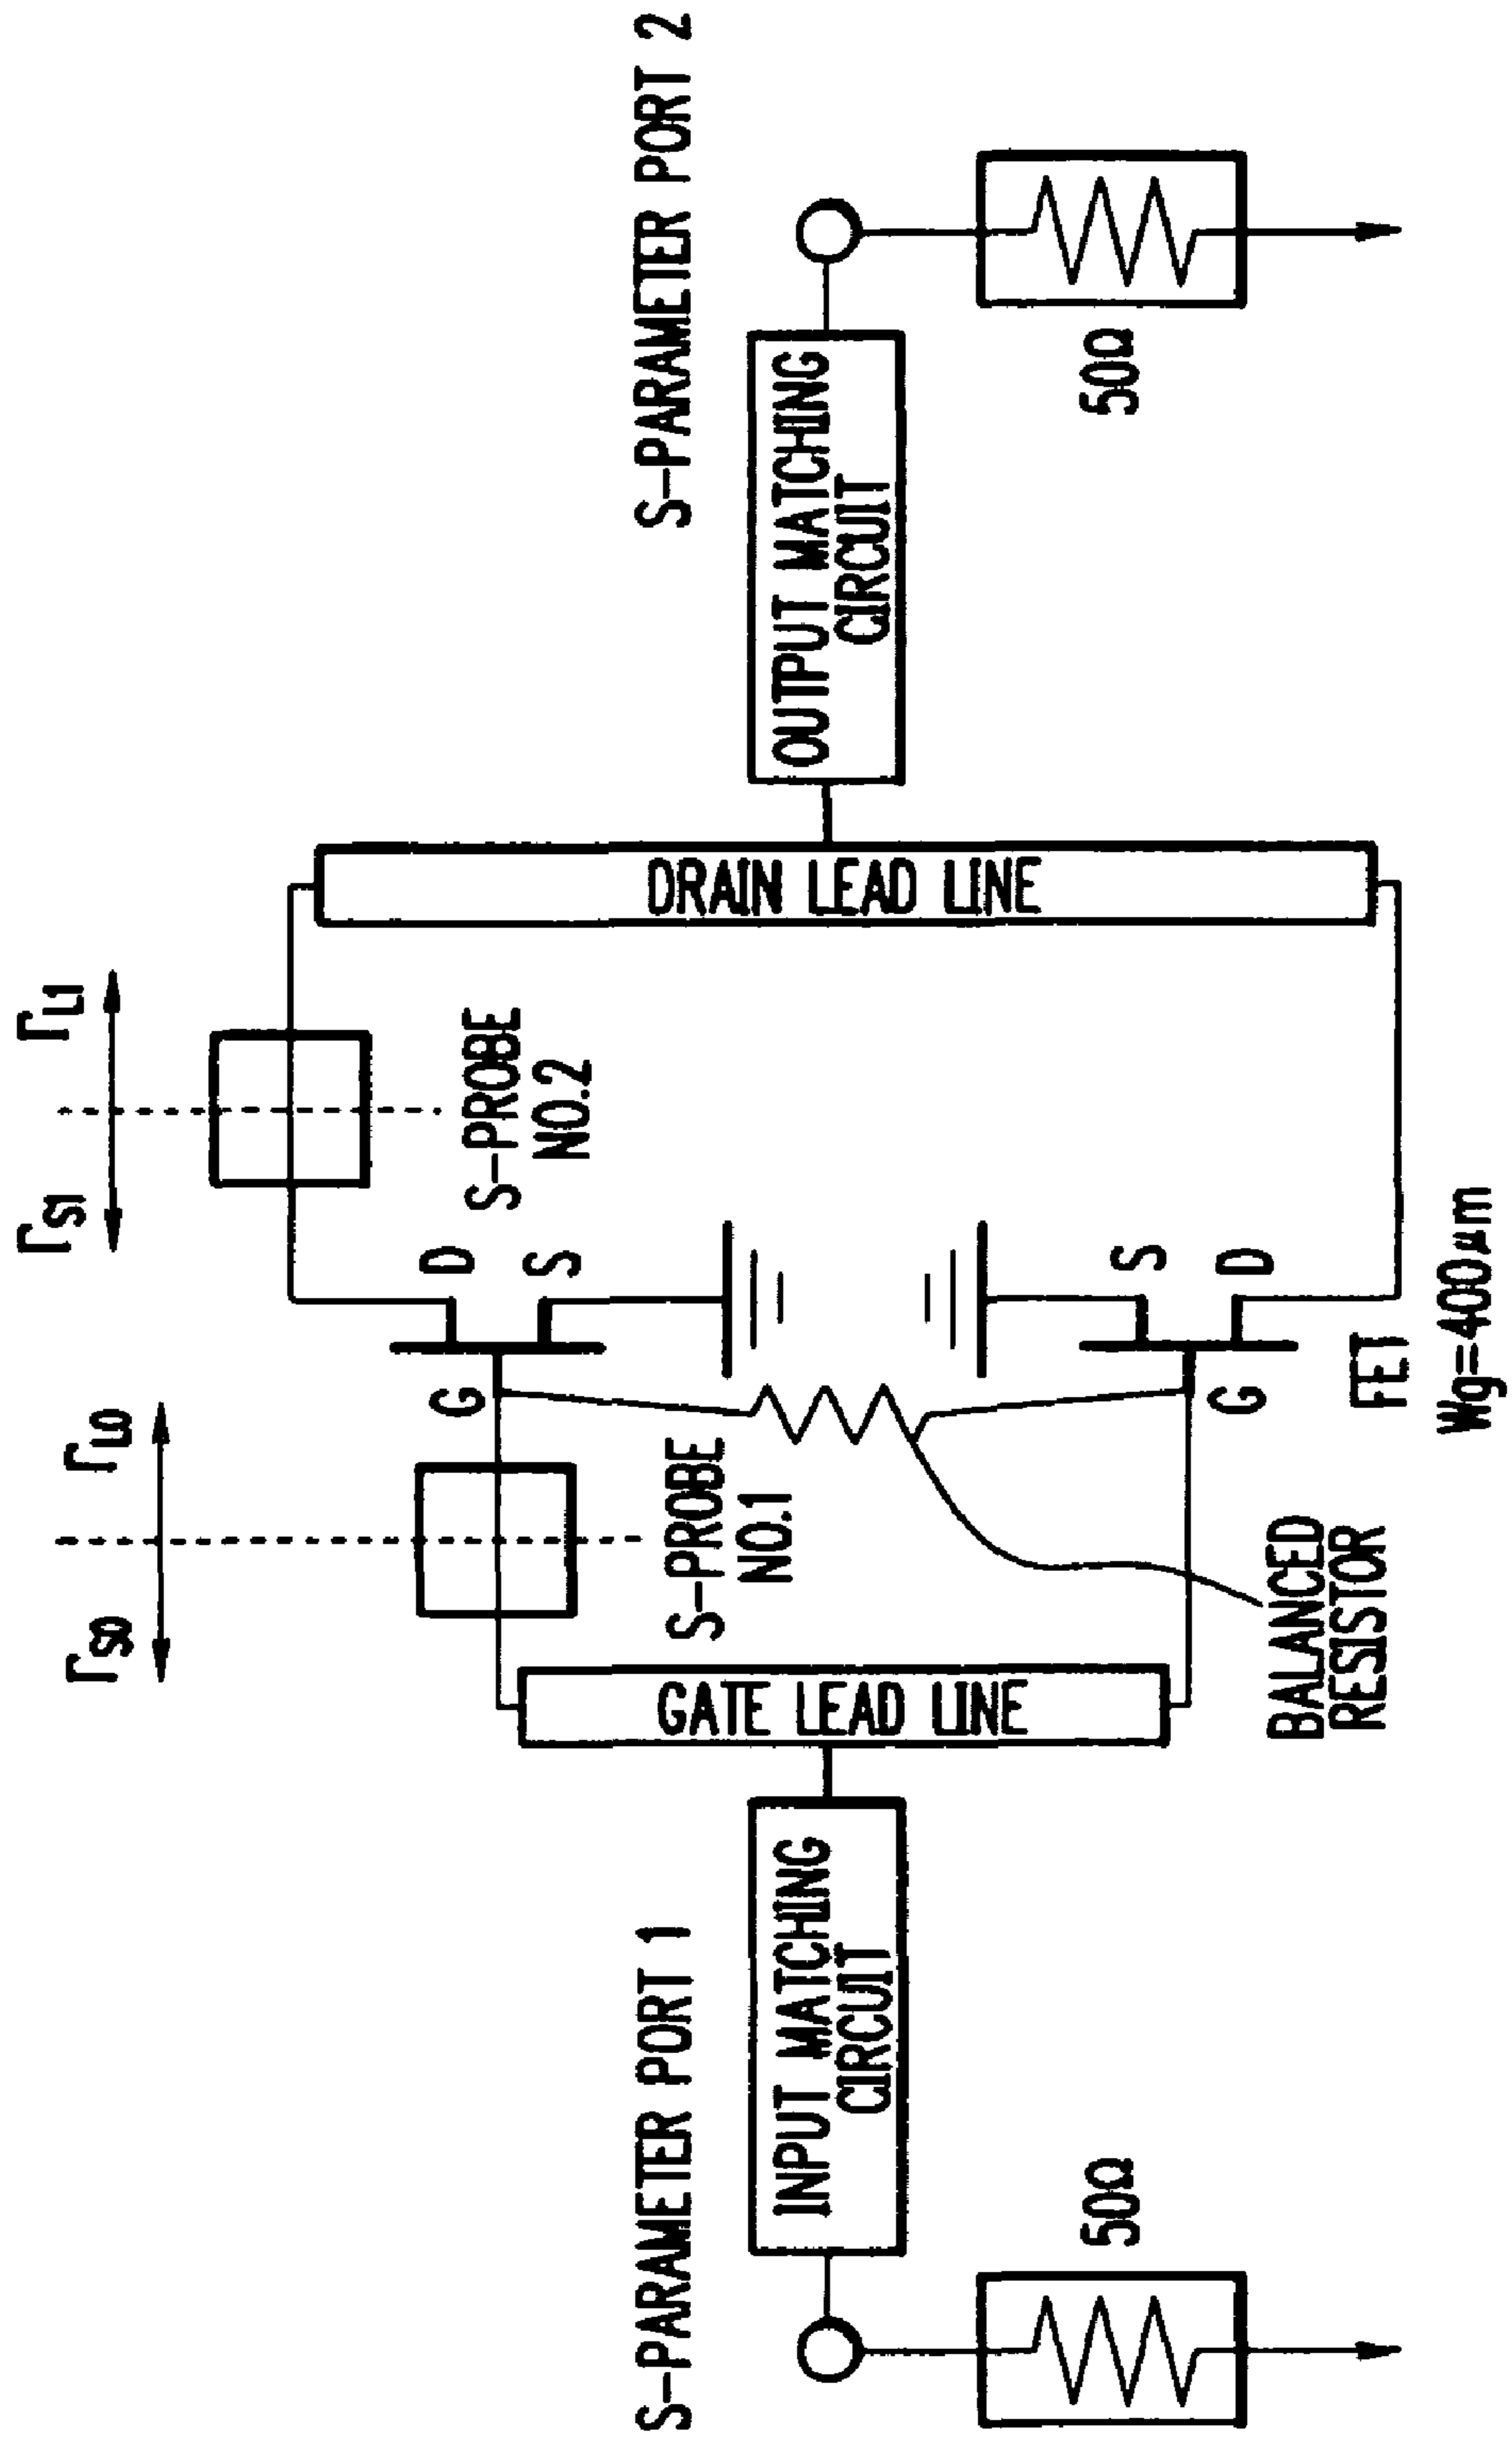 S-PARAMETER PORT 1
50Ω
INPUT MATCHING
CIRCUIT
GATE LEAD LINE
ΓS0
ΓL0
S-PROBE
NO.1
BALANCED
RESISTOR
G
D
S
S
D
G
FET
Wg=400μm
ΓS1
ΓL1
S-PROBE
NO.2
DRAIN LEAD LINE
OUTPUT MATCHING
CIRCUIT
S-PARAMETER PORT 2
50Ω